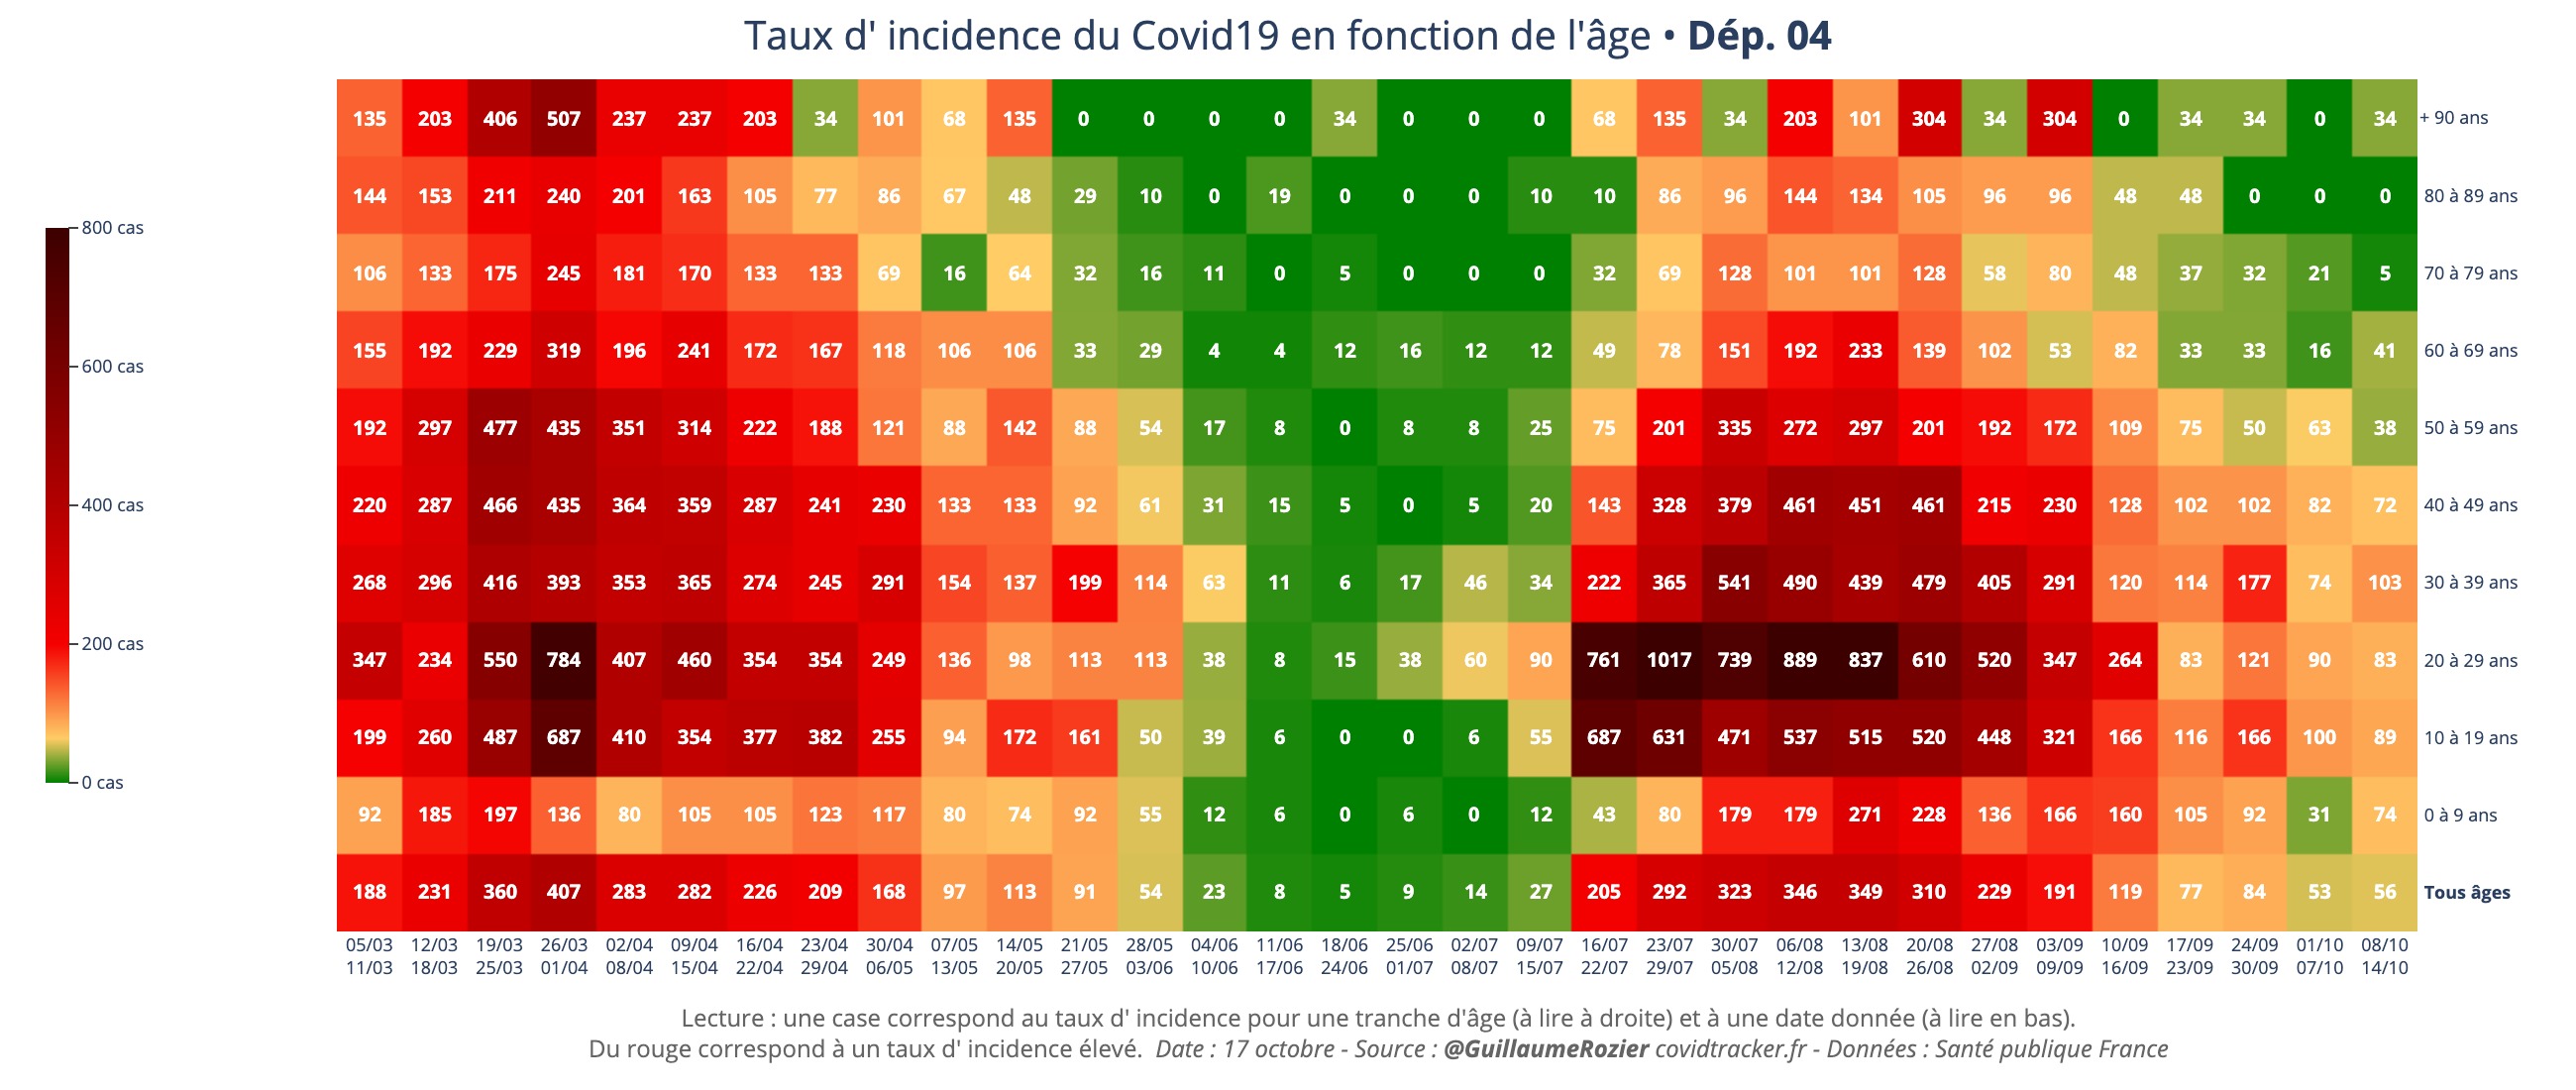 Taux d' incidence du Covid19 en fonction de l'âge • Dép. 04
800 cas
600 cas
400 cas
200 cas
0 cas
135 203 406 507 237 237 203 34 101 68 135 0 0 0 0 34 0 0 0 68 135 34 203 101 304 34 304 0 34 34 0 34 + 90 ans
144 153 211 240 201 163 105 77 86 67 48 29 10 0 19 0 0 0 10 10 86 96 144 134 105 96 96 48 48 0 0 0 80 à 89 ans
106 133 175 245 181 170 133 133 69 16 64 32 16 11 0 5 0 0 0 32 69 128 101 101 128 58 80 48 37 32 21 5 70 à 79 ans
155 192 229 319 196 241 172 167 118 106 106 33 29 4 4 12 16 12 12 49 78 151 192 233 139 102 53 82 33 33 16 41 60 à 69 ans
192 297 477 435 351 314 222 188 121 88 142 88 54 17 8 0 8 8 25 75 201 335 272 297 201 192 172 109 75 50 63 38 50 à 59 ans
220 287 466 435 364 359 287 241 230 133 133 92 61 31 15 5 0 5 20 143 328 379 461 451 461 215 230 128 102 102 82 72 40 à 49 ans
268 296 416 393 353 365 274 245 291 154 137 199 114 63 11 6 17 46 34 222 365 541 490 439 479 405 291 120 114 177 74 103 30 à 39 ans
347 234 550 784 407 460 354 354 249 136 98 113 113 38 8 15 38 60 90 761 1017 739 889 837 610 520 347 264 83 121 90 83 20 à 29 ans
199 260 487 687 410 354 377 382 255 94 172 161 50 39 6 0 0 6 55 687 631 471 537 515 520 448 321 166 116 166 100 89 10 à 19 ans
92 185 197 136 80 105 105 123 117 80 74 92 55 12 6 0 6 0 12 43 80 179 179 271 228 136 166 160 105 92 31 74 0 à 9 ans
188 231 360 407 283 282 226 209 168 97 113 91 54 23 8 5 9 14 27 205 292 323 346 349 310 229 191 119 77 84 53 56 Tous âges
05/03 12/03 19/03 26/03 02/04 09/04 16/04 23/04 30/04 07/05 14/05 21/05 28/05 04/06 11/06 18/06 25/06 02/07 09/07 16/07 23/07 30/07 06/08 13/08 20/08 27/08 03/09 10/09 17/09 24/09 01/10 08/10
11/03 18/03 25/03 01/04 08/04 15/04 22/04 29/04 06/05 13/05 20/05 27/05 03/06 10/06 17/06 24/06 01/07 08/07 15/07 22/07 29/07 05/08 12/08 19/08 26/08 02/09 09/09 16/09 23/09 30/09 07/10 14/10
Lecture : une case correspond au taux d' incidence pour une tranche d'âge (à lire à droite) et à une date donnée (à lire en bas).
Du rouge correspond à un taux d' incidence élevé. Date : 17 octobre - Source : @GuillaumeRozier covidtracker.fr - Données : Santé publique France